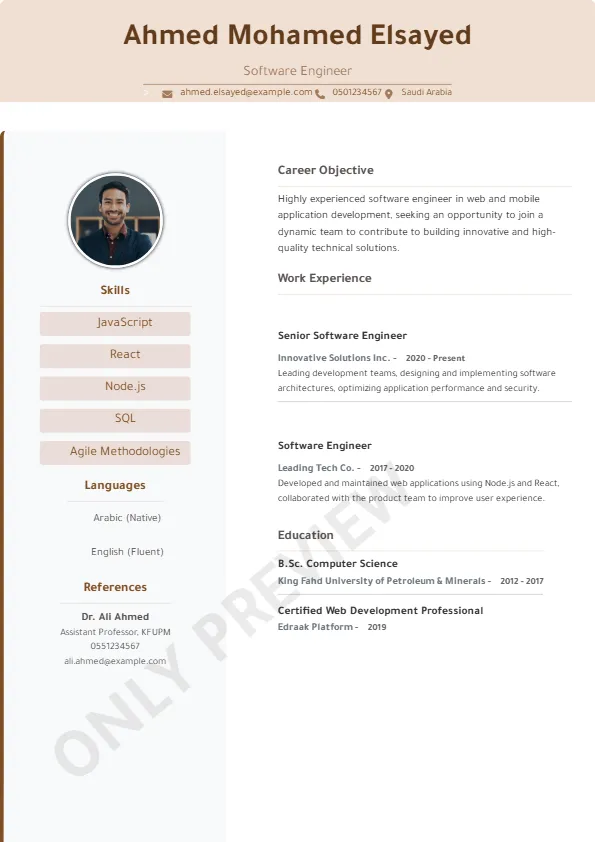 Ahmed Mohamed Elsayed
Software Engineer
ahmed.elsayed@example.com 0501234567 Saudi Arabia
Skills
JavaScript
React
Node.js
SQL
Agile Methodologies
Languages
Arabic (Native)
English (Fluent)
References
Dr. Ali Ahmed
Assistant Professor, KFUPM
0551234567
ali.ahmed@example.com
Career Objective
Highly experienced software engineer in web and mobile
application development, seeking an opportunity to join a
dynamic team to contribute to building innovative and high-
quality technical solutions.
Work Experience
Senior Software Engineer
Innovative Solutions Inc. - 2020 - Present
Leading development teams, designing and implementing software
architectures, optimizing application performance and security.
Software Engineer
Leading Tech Co. - 2017 - 2020
Developed and maintained web applications using Node.js and React,
collaborated with the product team to improve user experience.
Education
B.Sc. Computer Science
King Fahd University of Petroleum & Minerals - 2012 - 2017
Certified Web Development Professional
Edraak Platform - 2019
ONLY PREVIEW